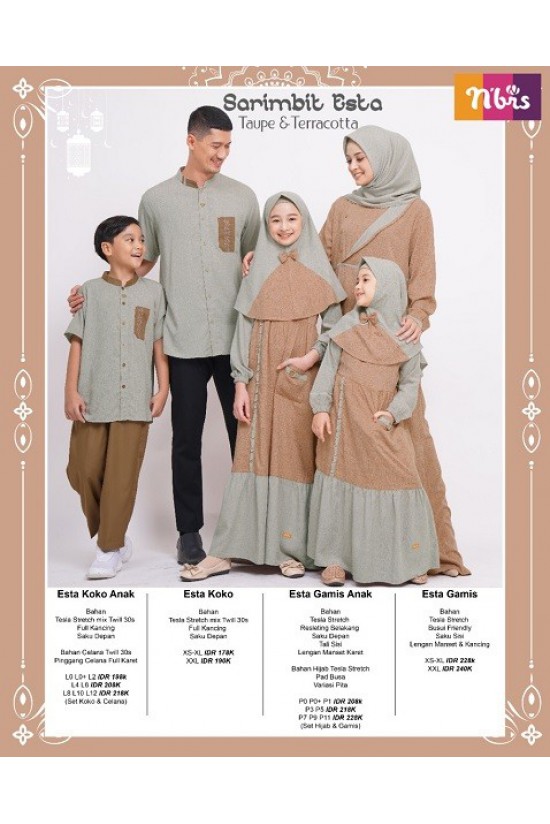 Sarimbit Esta
Taupe & Terracotta
N'brs
Esta Koko Anak
Bahan
Tesla Stretch mix Twill 30s
Full Kancing
Saku Depan
Bahan Celana Twill 30s
Pinggang Celana Full Karet
L0 L0+ L2 IDR 198k
L4 L6 IDR 208K
L8 L10 L12 IDR 218K
(Set Koko & Celana)
Esta Koko
Bahan
Tesla Stretch mix Twill 30s
Full Kancing
Saku Depan
XS-XL IDR 178K
XXL IDR 190K
Esta Gamis Anak
Bahan
Tesla Stretch
Resleting Belakang
Saku Depan
Tali Sisi
Lengan Manset Karet
Bahan Hijab Tesla Stretch
Pad Busa
Variasi Pita
P0 P0+ P1 IDR 208k
P3 P5 IDR 218K
P7 P9 P11 IDR 228K
(Set Hijab & Gamis)
Esta Gamis
Bahan
Tesla Stretch
Busui Friendly
Saku Sisi
Lengan Manset & Kancing
XS-XL IDR 228k
XXL IDR 240K